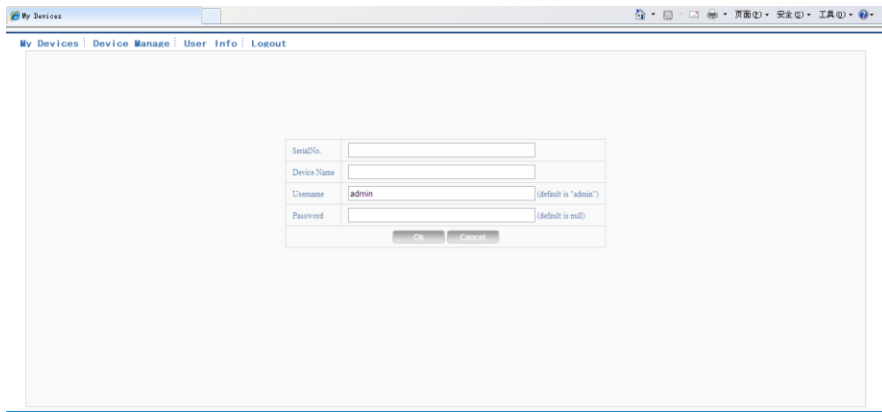 My Devices
页面(P) 安全(S) 工具(O)
My Devices Device Manage User Info Logout
SerialNo.
Device Name
Username admin (default is "admin")
Password (default is null)
Ok Cancel